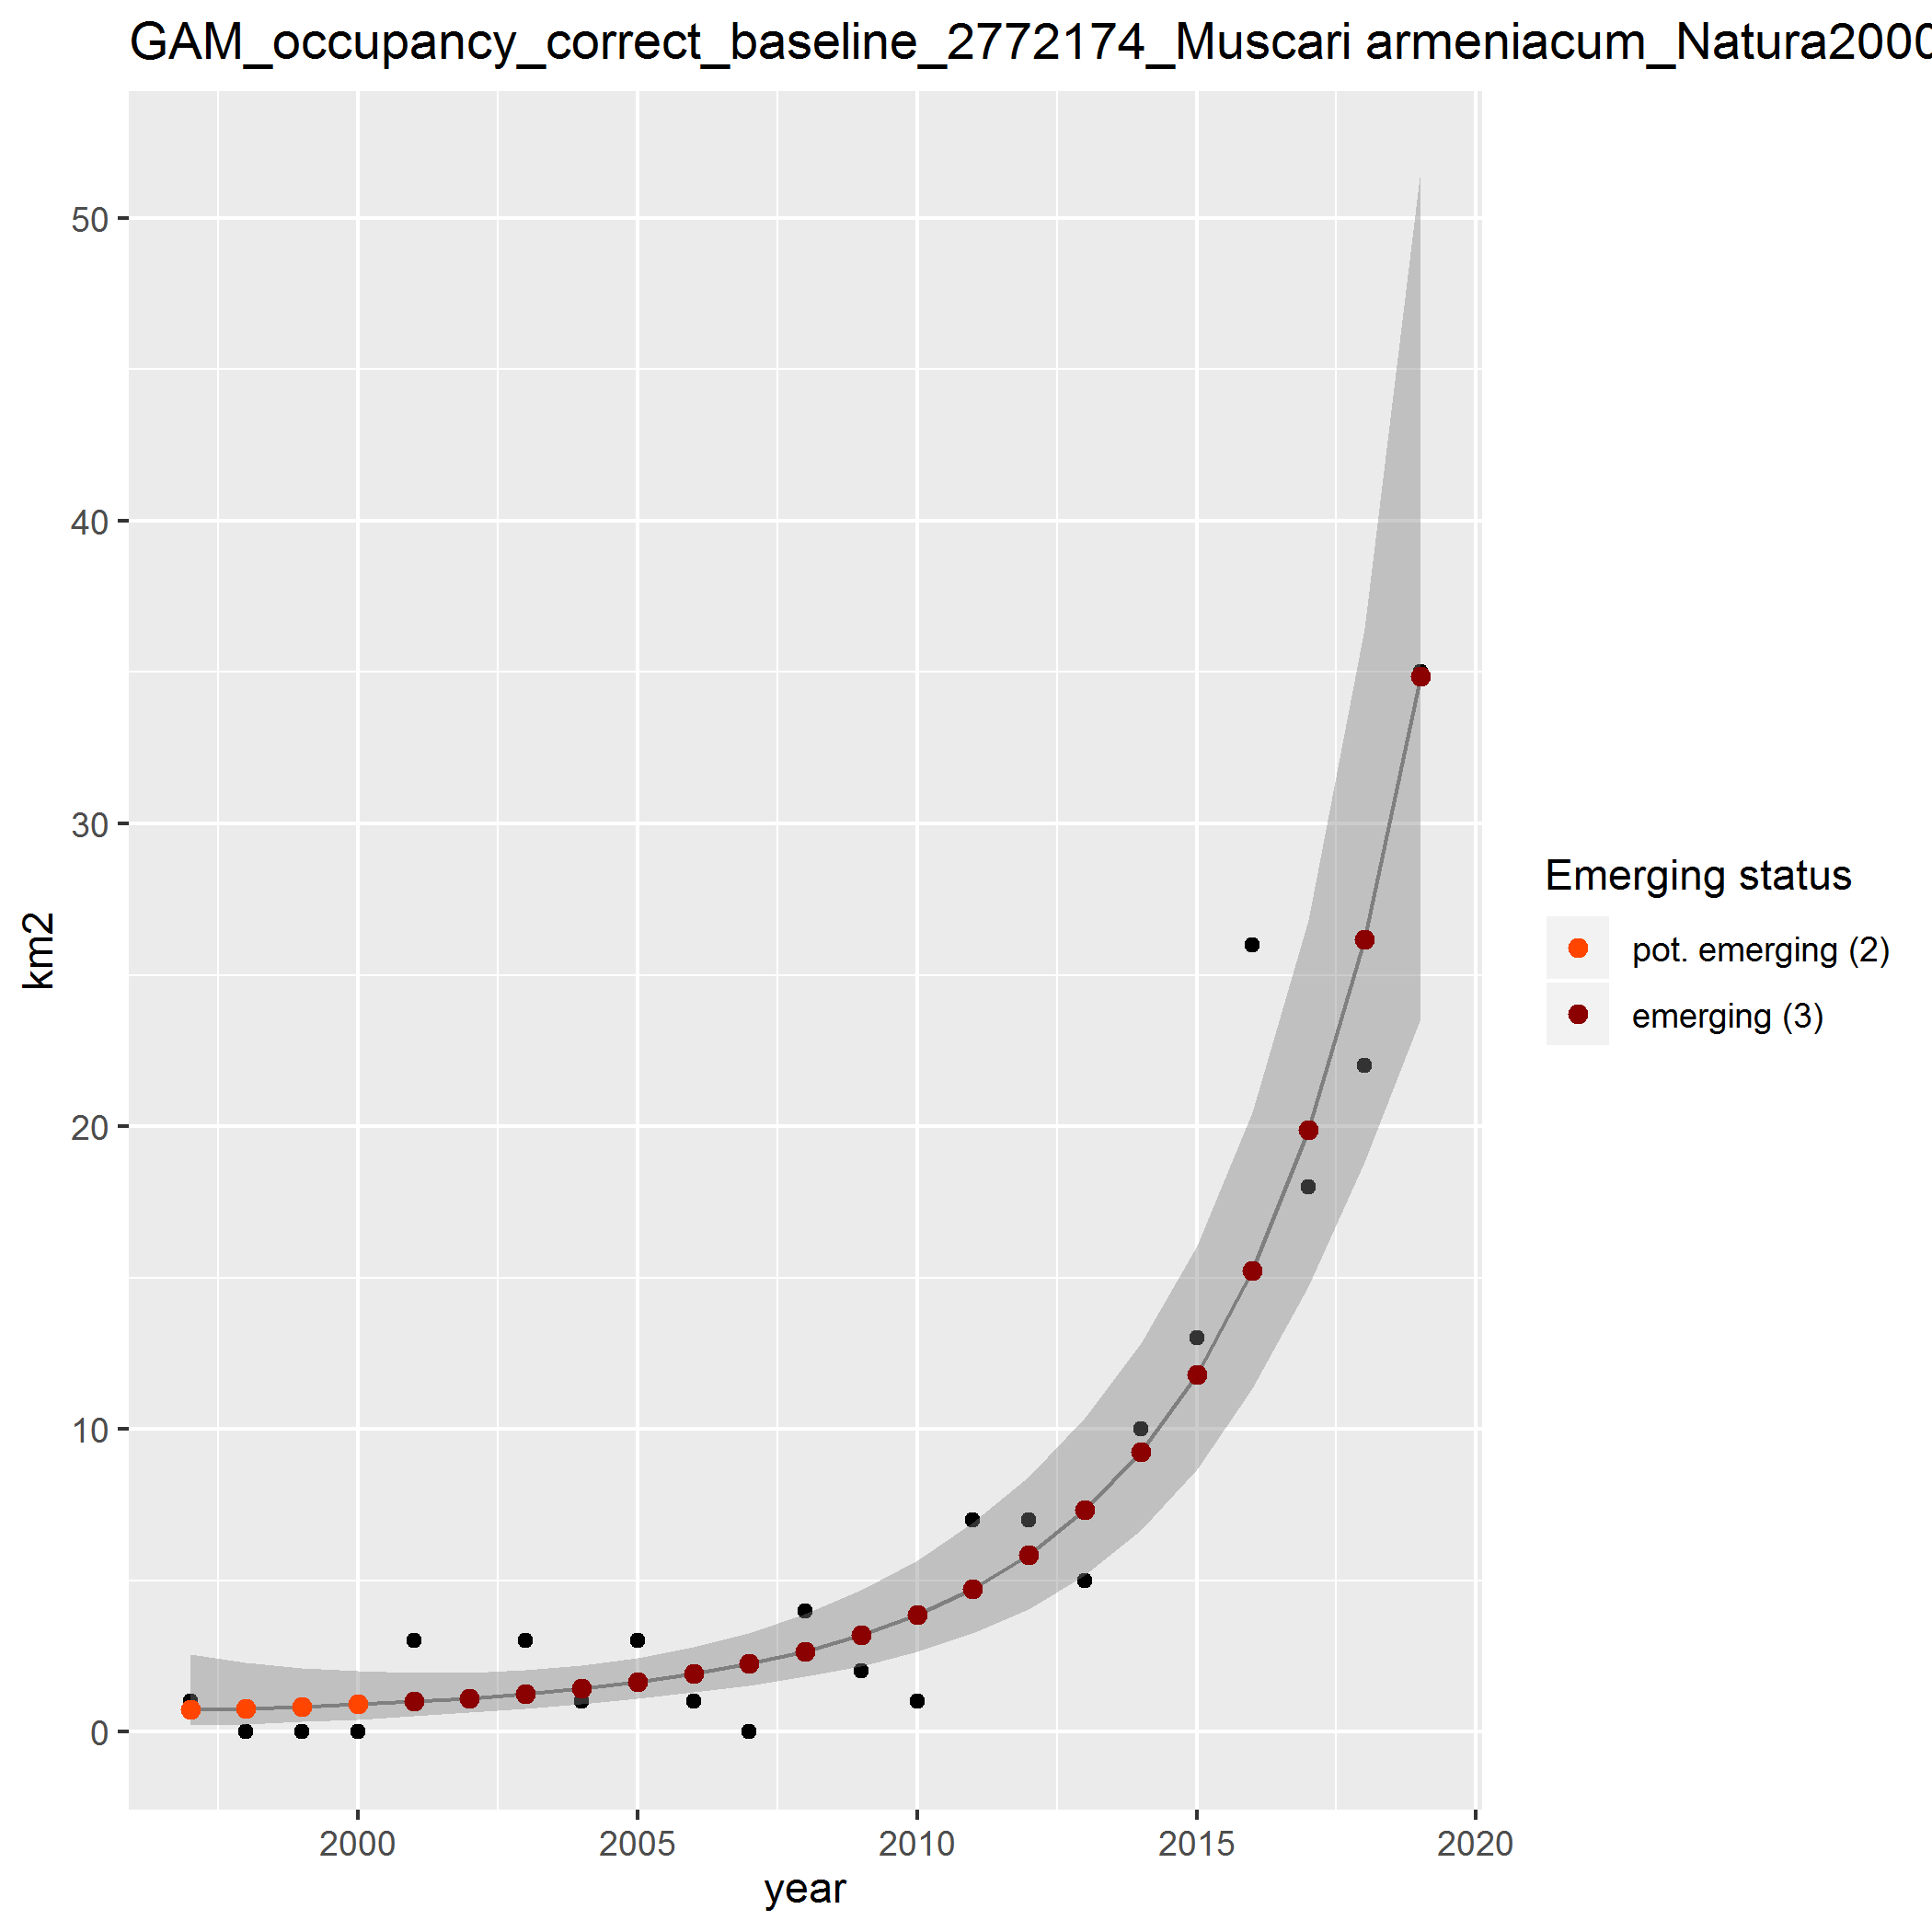 GAM_occupancy_correct_baseline_2772174_Muscari armeniacum_Natura2000
50
40
30
20
10
0
km2
2000 2005 2010 2015 2020
year
Emerging status
pot. emerging (2)
emerging (3)